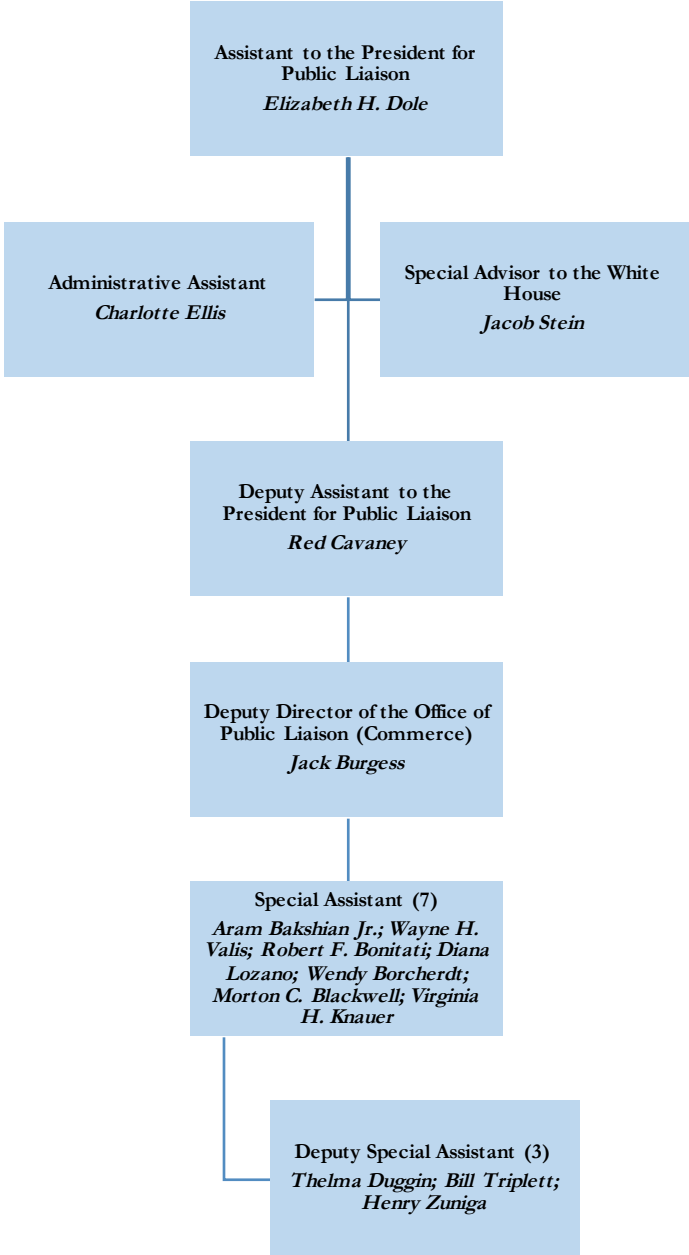 Assistant to the President for
Public Liaison
Elizabeth H. Dole
Administrative Assistant
Charlotte Ellis
Special Advisor to the White
House
Jacob Stein
Deputy Assistant to the
President for Public Liaison
Red Cavaney
Deputy Director of the Office of
Public Liaison (Commerce)
Jack Burgess
Special Assistant (7)
Aram Bakshian Jr.; Wayne H.
Valis; Robert F. Bonitati; Diana
Lozano; Wendy Borcherdt;
Morton C. Blackwell; Virginia
H. Knauer
Deputy Special Assistant (3)
Thelma Duggin; Bill Triplett;
Henry Zuniga